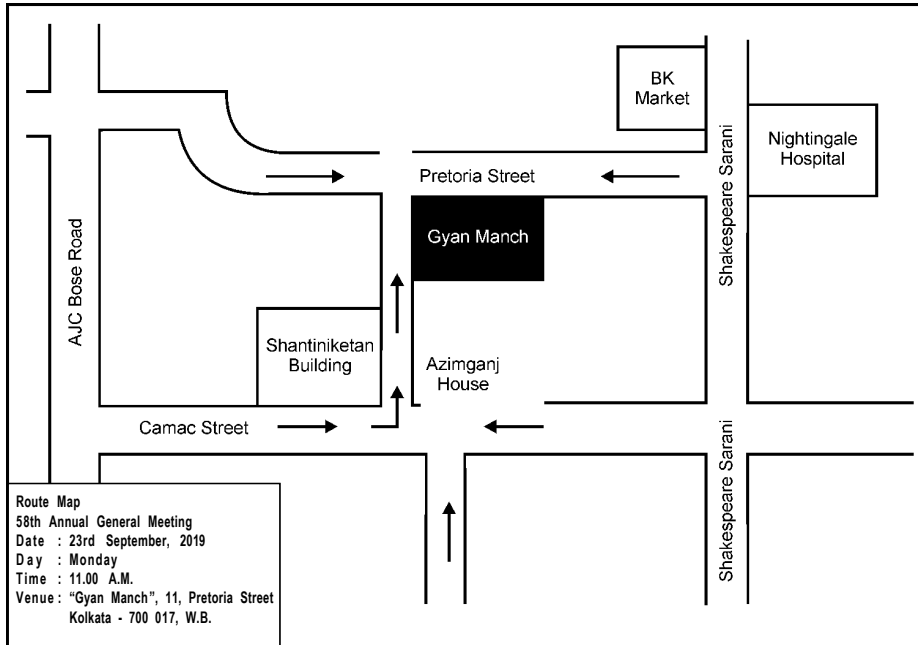 BK
Market
Nightingale
Hospital
Shakespeare Sarani
Pretoria Street
Gyan Manch
AJC Bose Road
Shantiniketan
Building
Azimganj
House
Camac Street
Shakespeare Sarani
Route Map
58th Annual General Meeting
Date : 23rd September, 2019
Day : Monday
Time : 11.00 A.M.
Venue : “Gyan Manch”, 11, Pretoria Street
Kolkata - 700 017, W.B.